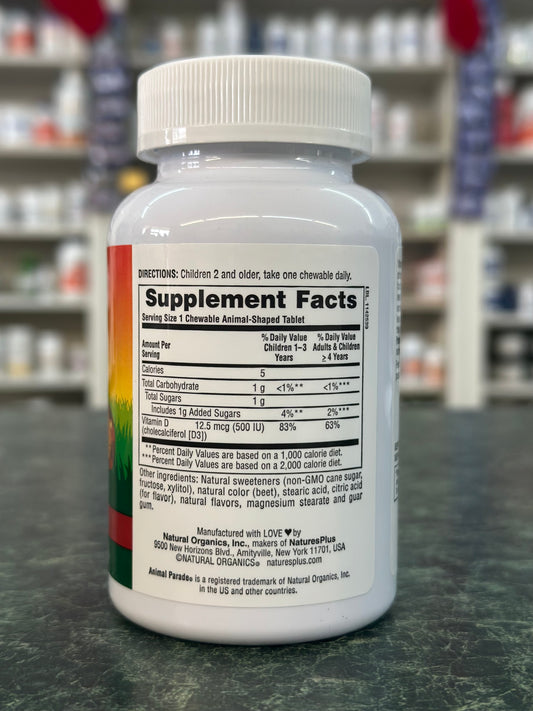 DIRECTIONS: Children 2 and older, take one chewable daily.
LBL. 1142599
Supplement Facts
Serving Size 1 Chewable Animal-Shaped Tablet
Amount Per Serving % Daily Value Children 1–3 Years % Daily Value Adults & Children ≥ 4 Years
Calories 5
Total Carbohydrate 1 g <1%** <1%***
Total Sugars 1 g
Includes 1g Added Sugars 4%** 2%***
Vitamin D 12.5 mcg (500 IU) 83% 63%
(cholecalciferol [D3])
**Percent Daily Values are based on a 1,000 calorie diet.
***Percent Daily Values are based on a 2,000 calorie diet.
Other ingredients: Natural sweeteners (non-GMO cane sugar,
fructose, xylitol), natural color (beet), stearic acid, citric acid
(for flavor), natural flavors, magnesium stearate and guar
gum.
Manufactured with LOVE ♥ by
Natural Organics, Inc., makers of NaturesPlus
9500 New Horizons Blvd., Amityville, New York 11701, USA
©NATURAL ORGANICS® naturesplus.com
Animal Parade® is a registered trademark of Natural Organics, Inc.
in the US and other countries.